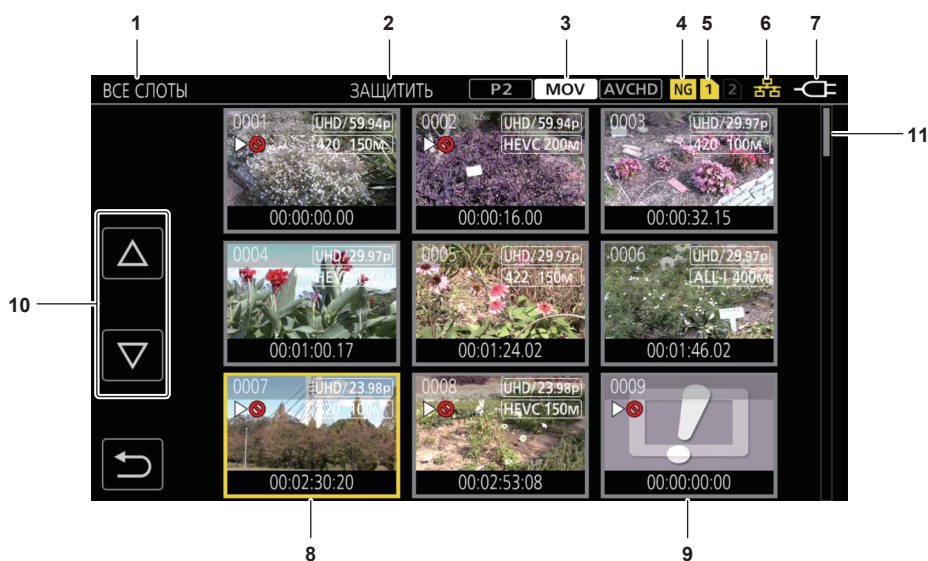 1 2 3 4 5 6 7
ВСЕ СЛОТЫ ЗАЩИТИТЬ P2 MOV AVCHD NG 1 2
11
0001 UHD/59.94p 0002 UHD/59.94p 0003 UHD/29.97p
420 150M HEVC 200M 420 100M
00:00:00.00 00:00:16.00 00:00:32.15
0004 UHD/29.97p 0005 UHD/29.97p 0006 UHD/29.97p
HEVC 150M 422 150M ALL-I 400M
10
00:01:00.17 00:01:24.02 00:01:46.02
0007 UHD/23.98p 0008 UHD/23.98p 0009
420 100M HEVC 150M
00:02:30:20 00:02:53:08 00:00:00:00
8 9